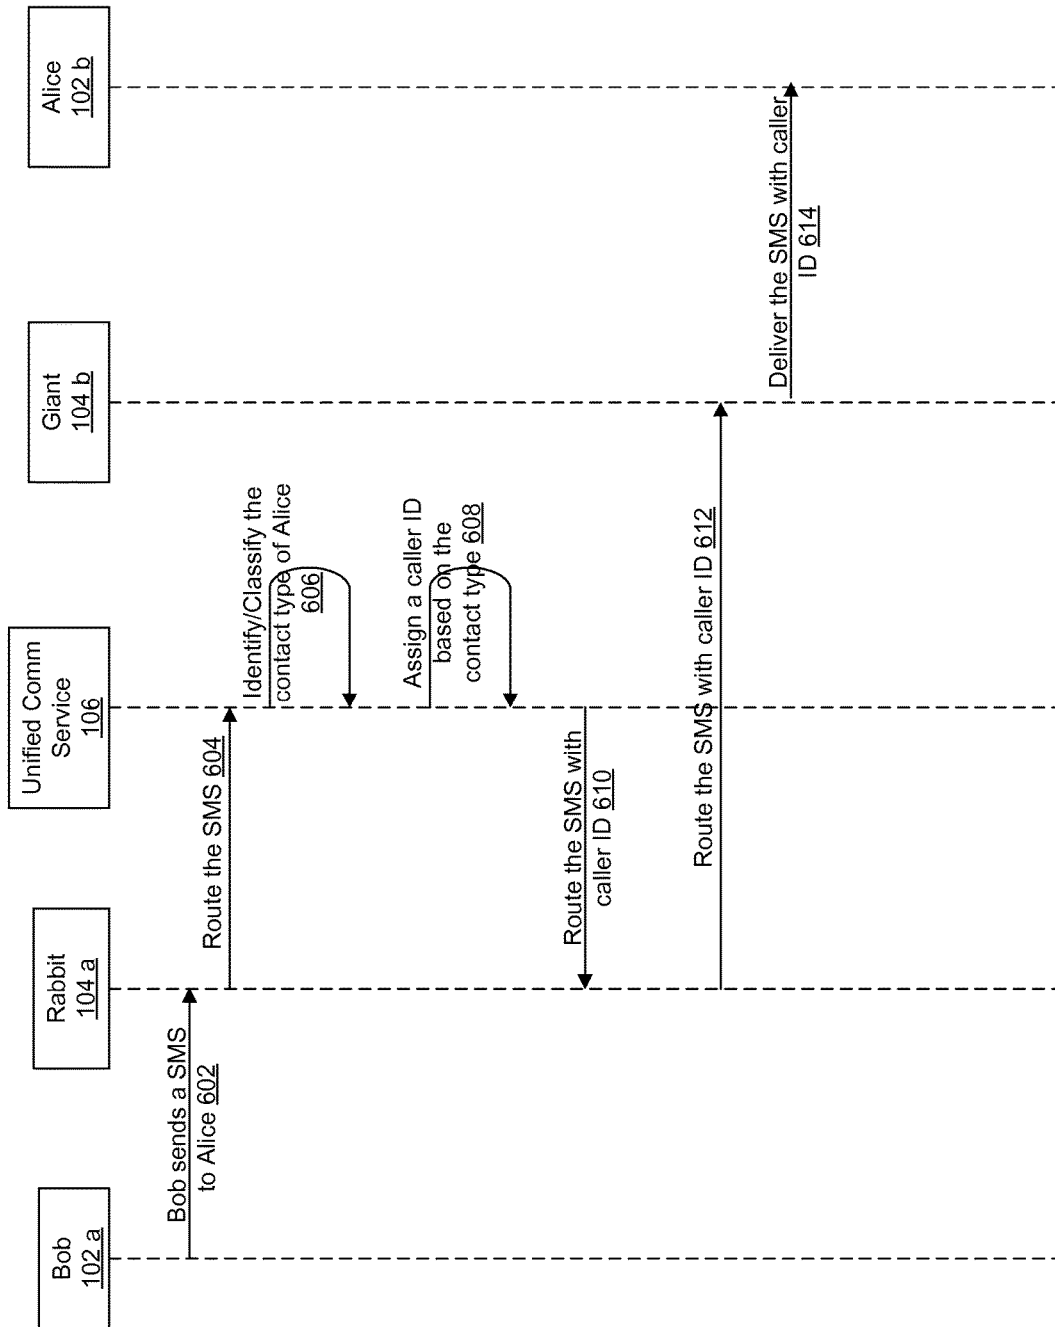 Bob
102 a
Rabbit
104 a
Unified Comm
Service
106
Giant
104 b
Alice
102 b
Bob sends a SMS
to Alice 602
Route the SMS 604
Identify/Classify the
contact type of Alice
606
Assign a caller ID
based on the
contact type 608
Route the SMS with
caller ID 610
Route the SMS with caller ID 612
Deliver the SMS with caller
ID 614